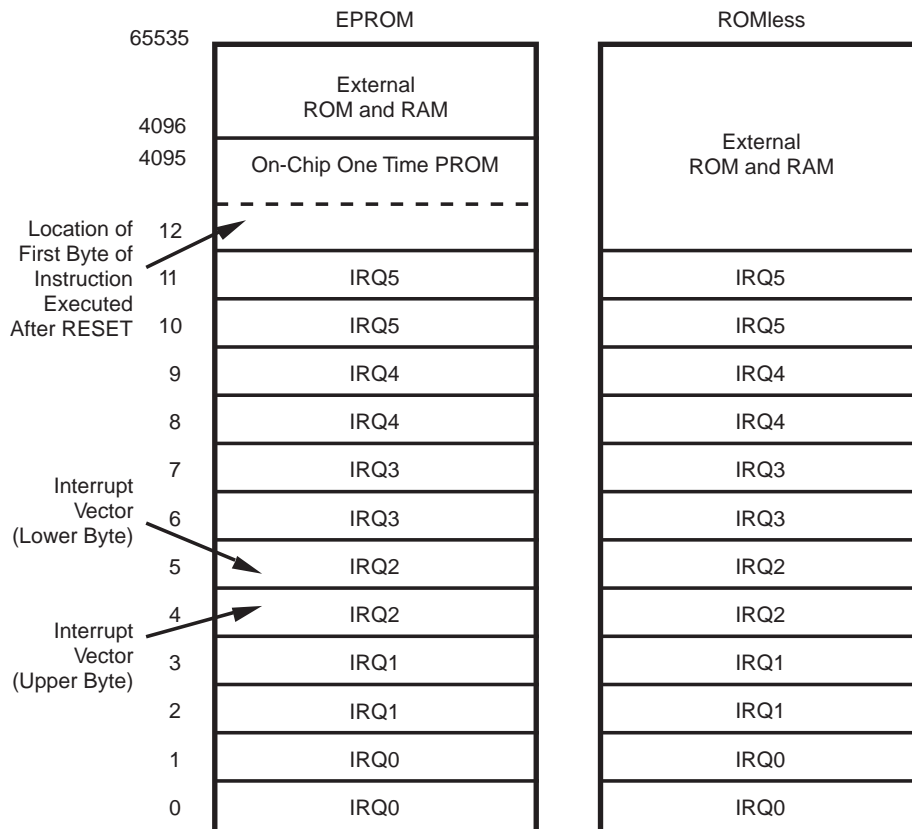 EPROM
ROMless
65535
External
ROM and RAM
4096
4095
On-Chip One Time PROM
External
ROM and RAM
Location of
First Byte of
Instruction
Executed
After RESET
12
11 IRQ5 IRQ5
10 IRQ5 IRQ5
9 IRQ4 IRQ4
8 IRQ4 IRQ4
7 IRQ3 IRQ3
Interrupt
Vector
(Lower Byte)
6 IRQ3 IRQ3
5 IRQ2 IRQ2
4 IRQ2 IRQ2
Interrupt
Vector
(Upper Byte)
3 IRQ1 IRQ1
2 IRQ1 IRQ1
1 IRQ0 IRQ0
0 IRQ0 IRQ0